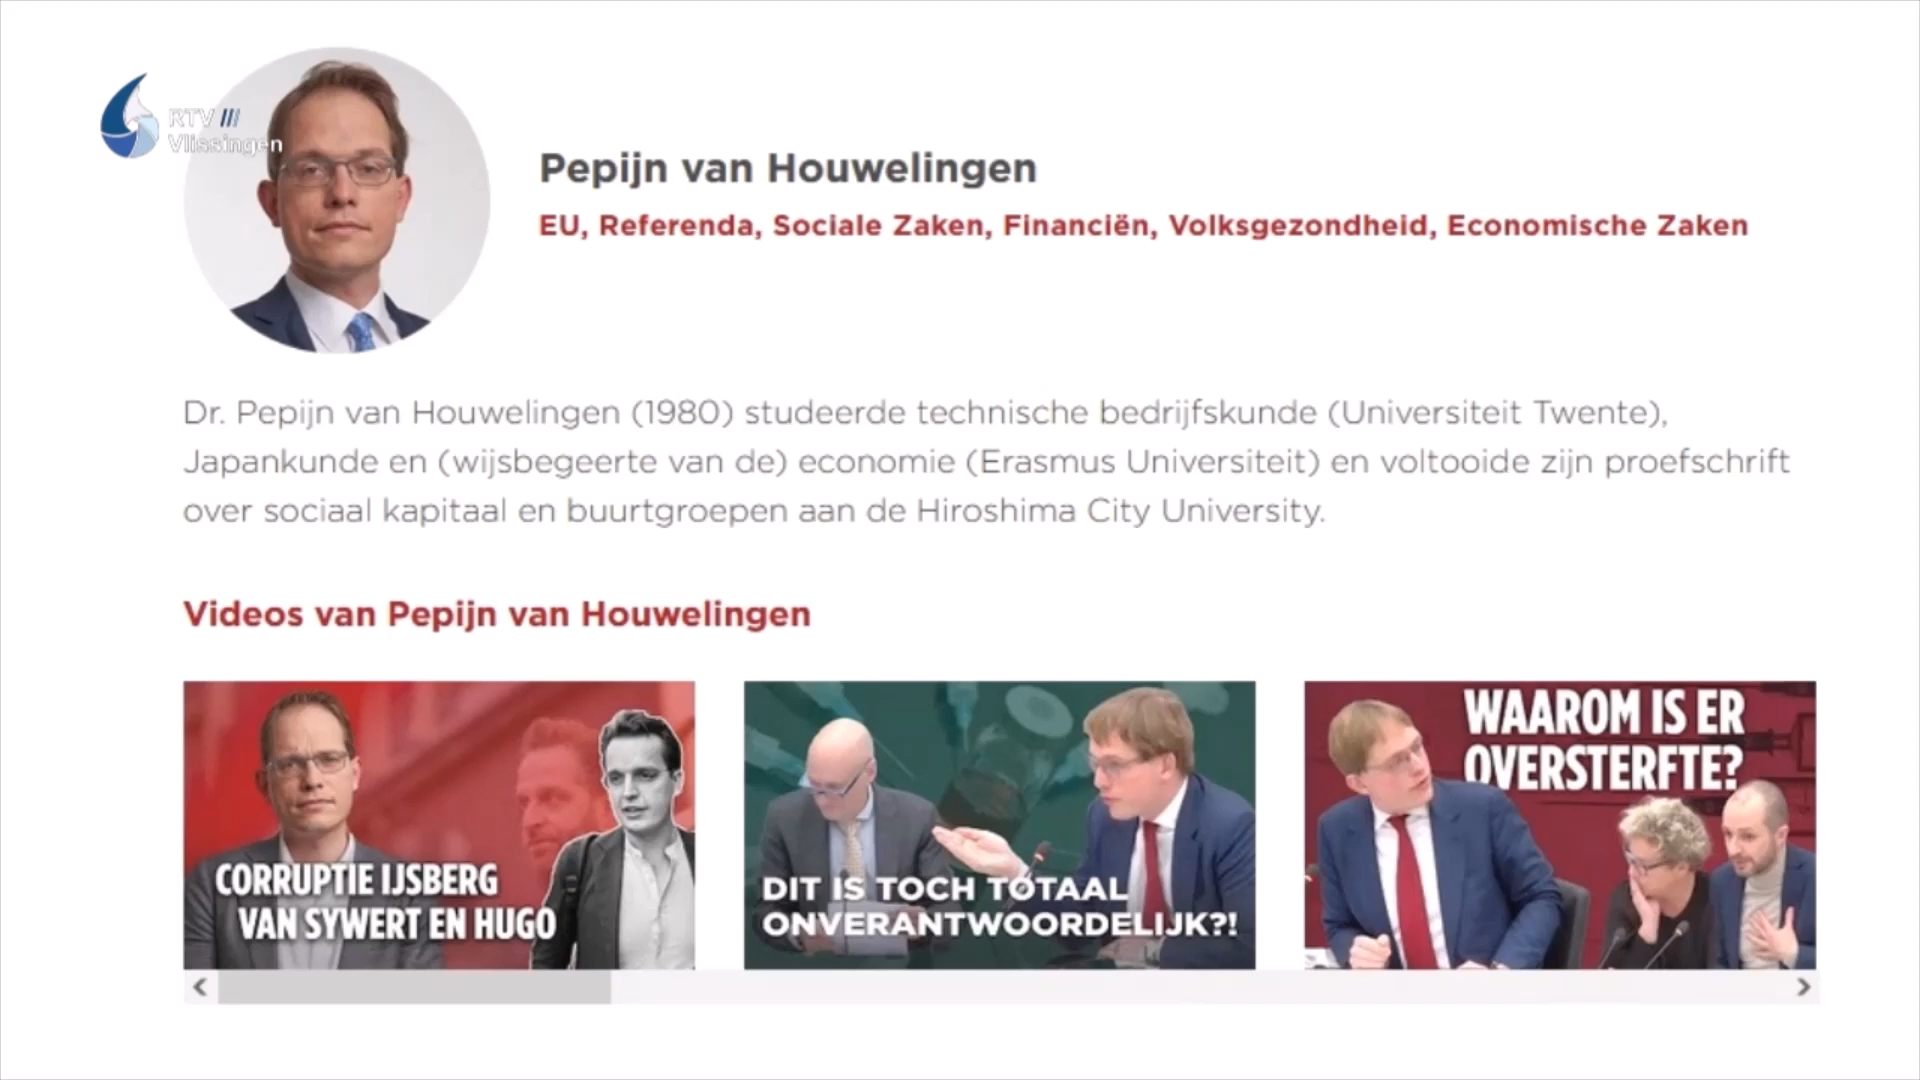 RTV
Vlissingen
Pepijn van Houwelingen
EU, Referenda, Sociale Zaken, Financiën, Volksgezondheid, Economische Zaken
Dr. Pepijn van Houwelingen (1980) studeerde technische bedrijfskunde (Universiteit Twente),
Japankunde en (wijsbegeerte van de) economie (Erasmus Universiteit) en voltooide zijn proefschrift
over sociaal kapitaal en buurtgroepen aan de Hiroshima City University.
Videos van Pepijn van Houwelingen
CORRUPTIE IJSBERG
VAN SYWERT EN HUGO
DIT IS TOCH TOTAAL
ONVERANTWOORDELIJK?!
WAAROM IS ER
OVERSTERFTE?